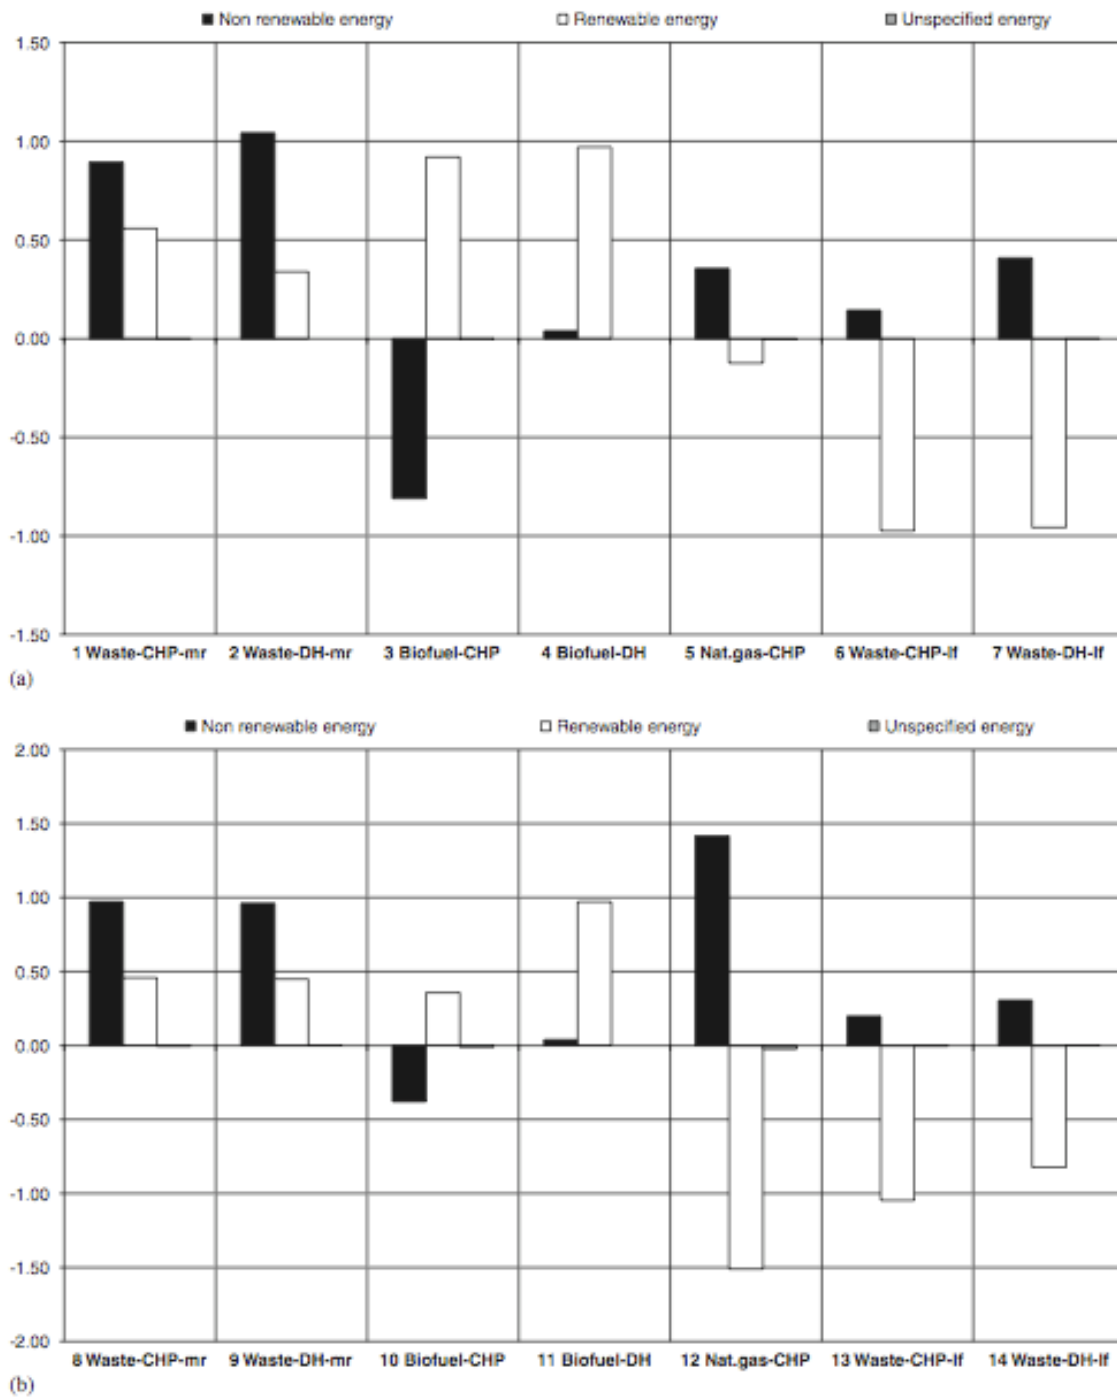 Non renewable energy Renewable energy Unspecified energy
1.50
1.00
0.50
0.00
-0.50
-1.00
-1.50
1 Waste-CHP-mr 2 Waste-DH-mr 3 Biofuel-CHP 4 Biofuel-DH 5 Nat.gas-CHP 6 Waste-CHP-lf 7 Waste-DH-lf
(a)
Non renewable energy Renewable energy Unspecified energy
2.00
1.50
1.00
0.50
0.00
-0.50
-1.00
-1.50
-2.00
8 Waste-CHP-mr 9 Waste-DH-mr 10 Biofuel-CHP 11 Biofuel-DH 12 Nat.gas-CHP 13 Waste-CHP-lf 14 Waste-DH-lf
(b)